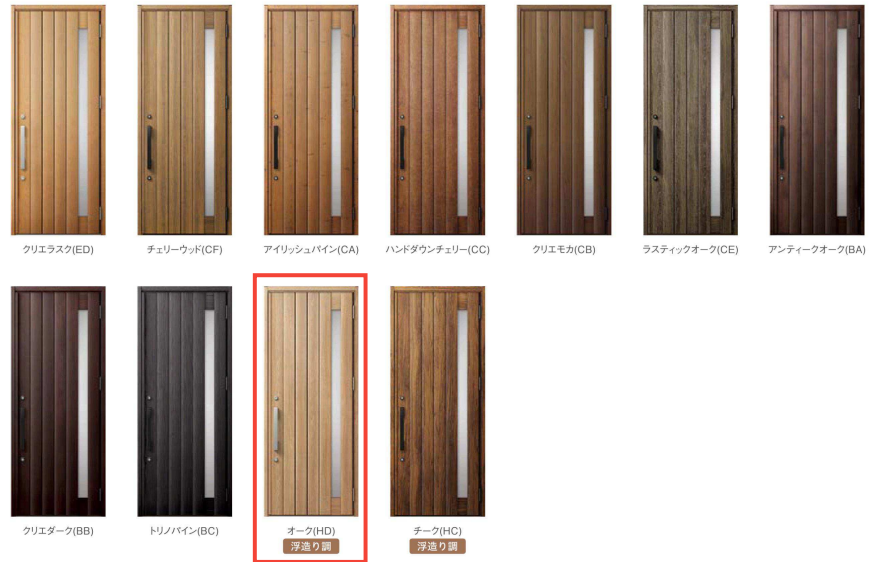 クリエラスク(ED)
チェリーウッド(CF)
アイリッシュパイン(CA)
ハンドダウンチェリー(CC)
クリエモカ(CB)
ラスティックオーク(CE)
アンティークオーク(BA)
クリエダーク(BB)
トリノパイン(BC)
オーク(HD)
浮造り調
チーク(HC)
浮造り調